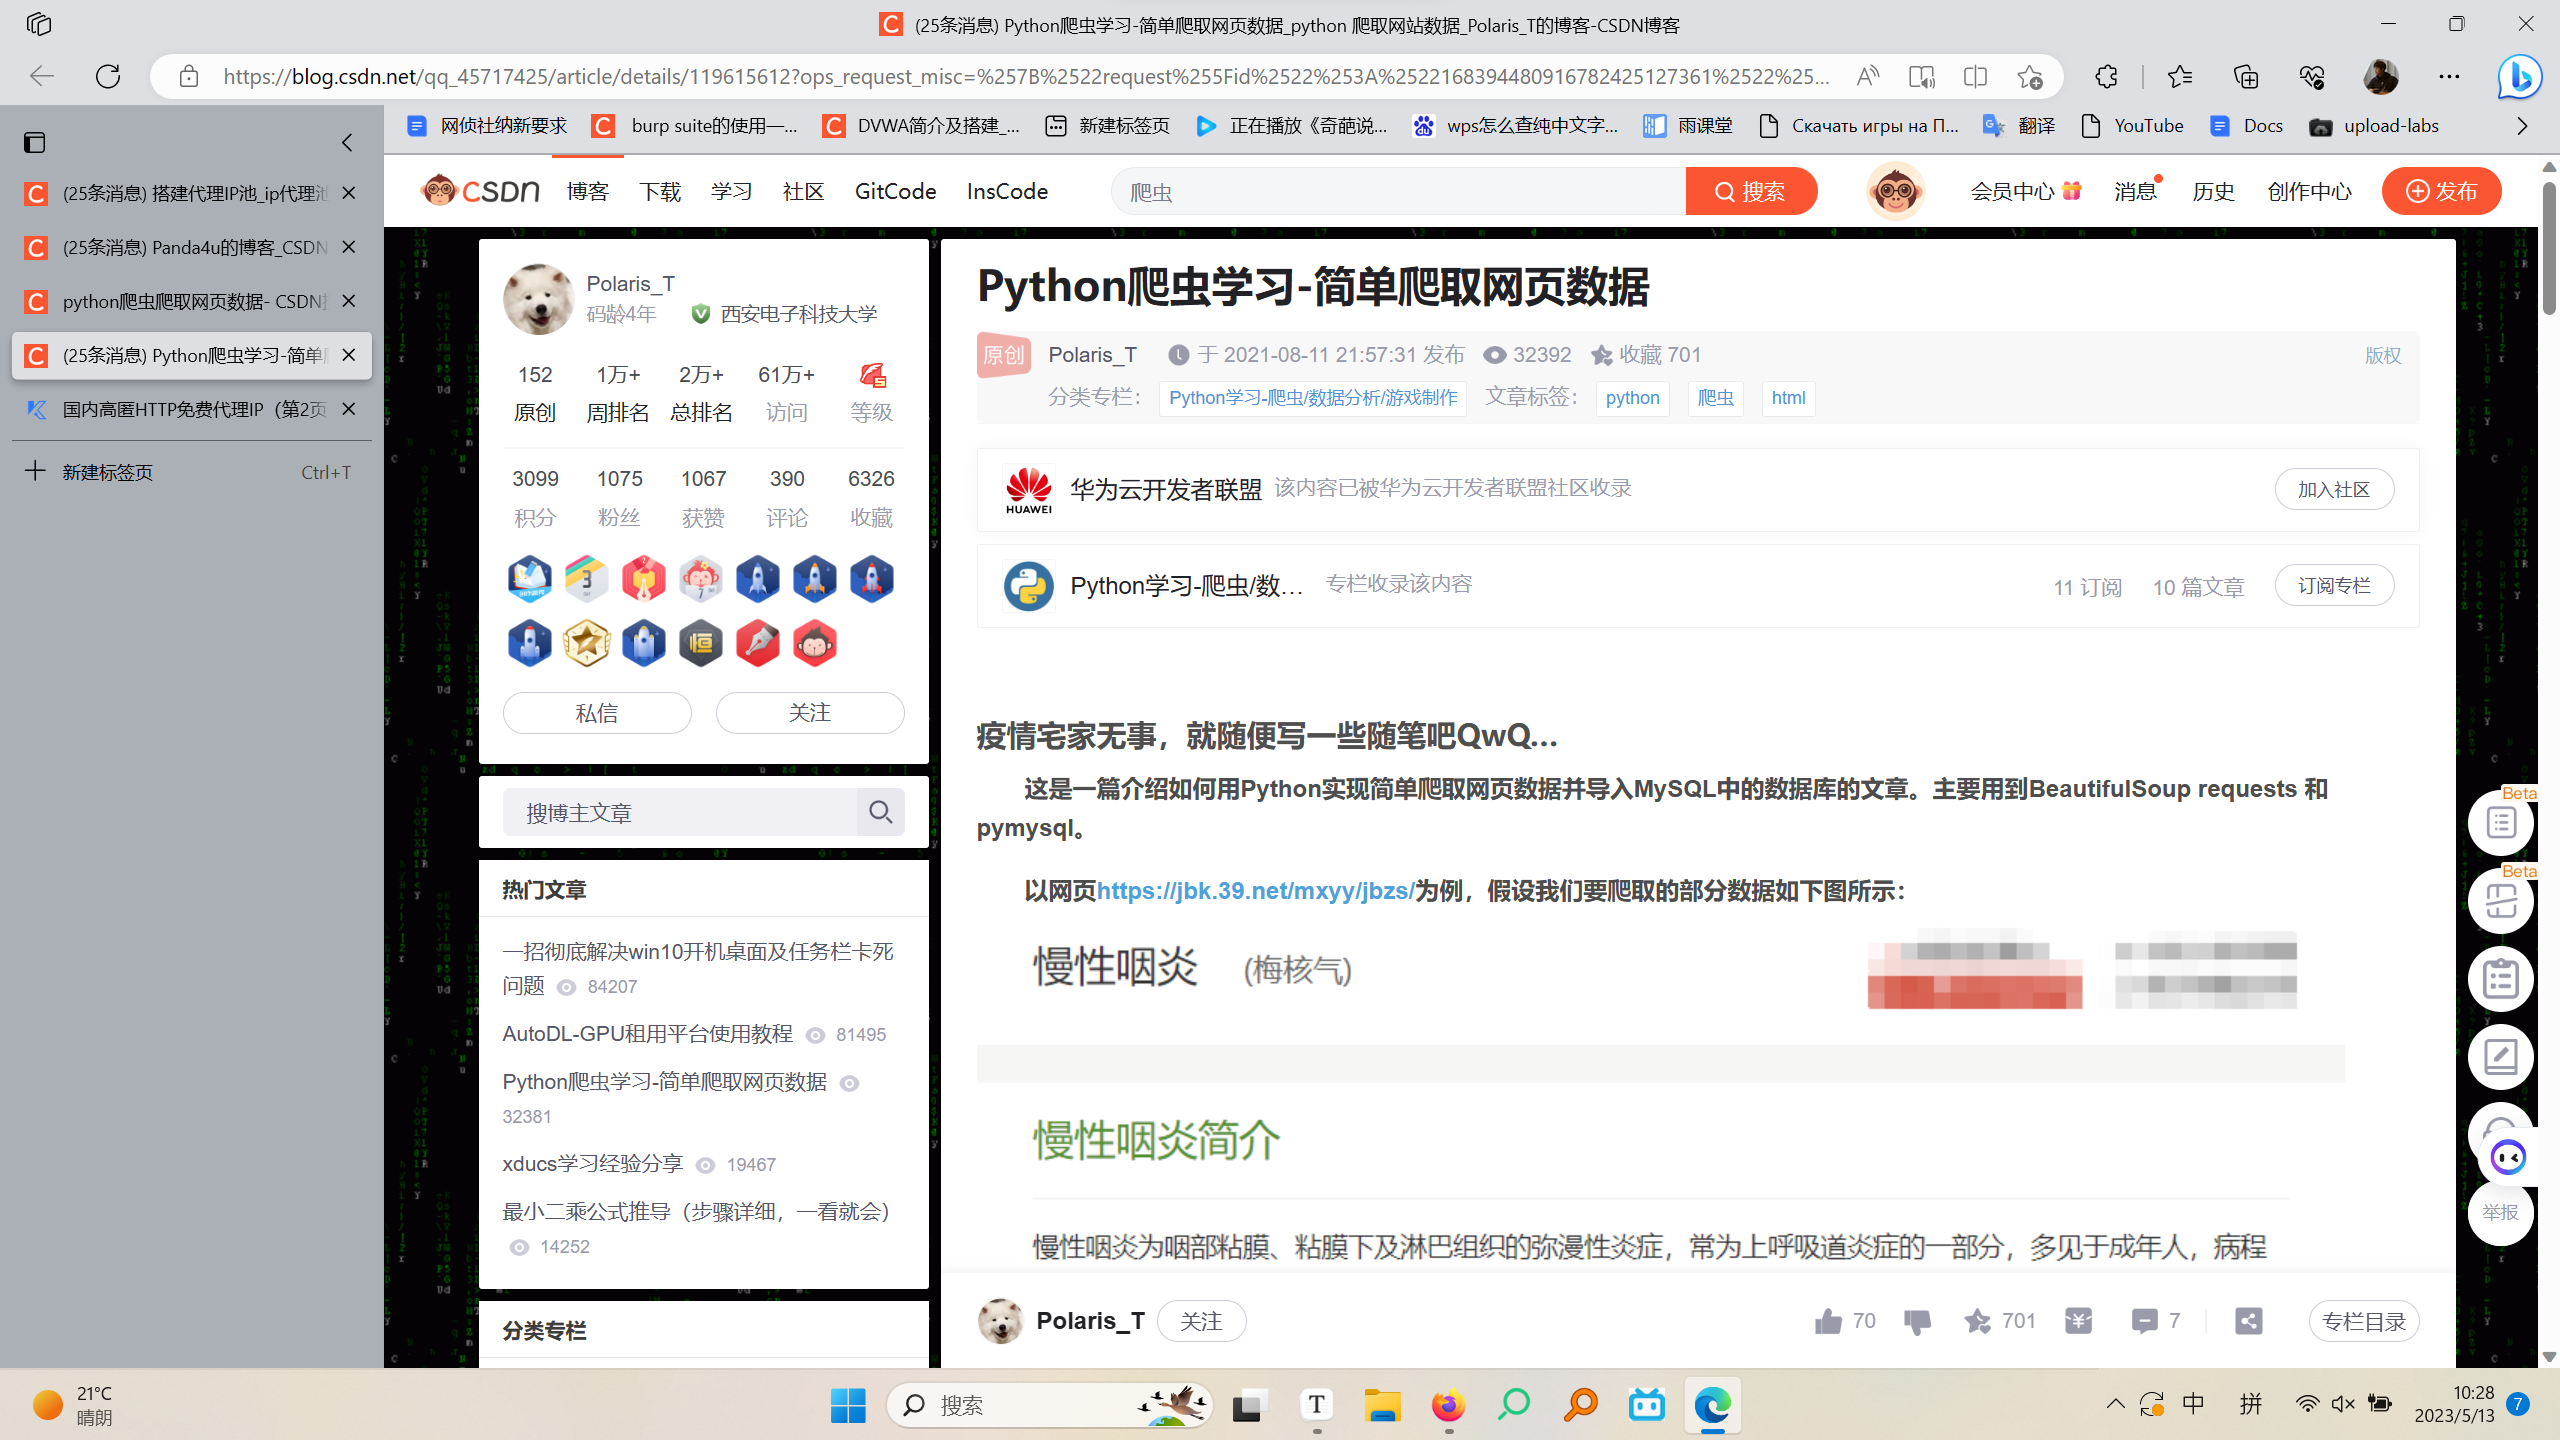 (25条消息) Python爬虫学习-简单爬取网页数据_python 爬取网站数据_Polaris_T的博客-CSDN博客
https://blog.csdn.net/qq_45717425/article/details/119615612?ops_request_misc=%257B%2522request%255Fid%2522%253A%2522168394480916782425127361%2522%25...
网侦社纳新要求
burp suite的使用—...
DVWA简介及搭建_...
新建标签页
正在播放《奇葩说...
wps怎么查纯中文字...
雨课堂
Скачать игры на П...
翻译
YouTube
Docs
upload-labs
(25条消息) 搭建代理IP池_ip代理池
(25条消息) Panda4u的博客_CSDN
python爬虫爬取网页数据- CSDN
(25条消息) Python爬虫学习-简单
国内高匿HTTP免费代理IP（第2页
新建标签页 Ctrl+T
CSDN 博客 下载 学习 社区 GitCode InsCode 爬虫 搜索 会员中心 消息 历史 创作中心 发布
Polaris_T
码龄4年 西安电子科技大学
152 1万+ 2万+ 61万+
原创 周排名 总排名 访问 等级
3099 1075 1067 390 6326
积分 粉丝 获赞 评论 收藏
私信 关注
搜博主文章
热门文章
一招彻底解决win10开机桌面及任务栏卡死
问题 84207
AutoDL-GPU租用平台使用教程 81495
Python爬虫学习-简单爬取网页数据
32381
xducs学习经验分享 19467
最小二乘公式推导（步骤详细，一看就会）
14252
分类专栏
Python爬虫学习-简单爬取网页数据
原创 Polaris_T 于 2021-08-11 21:57:31 发布 32392 收藏 701 版权
分类专栏： Python学习-爬虫/数据分析/游戏制作 文章标签： python 爬虫 html
HUAWEI 华为云开发者联盟 该内容已被华为云开发者联盟社区收录 加入社区
Python学习-爬虫/数... 专栏收录该内容 11 订阅 10 篇文章 订阅专栏
疫情宅家无事，就随便写一些随笔吧QwQ...
这是一篇介绍如何用Python实现简单爬取网页数据并导入MySQL中的数据库的文章。主要用到BeautifulSoup requests 和
pymysql。
以网页https://jbk.39.net/mxyy/jbzs/为例，假设我们要爬取的部分数据如下图所示：
慢性咽炎 (梅核气)
慢性咽炎简介
慢性咽炎为咽部粘膜、粘膜下及淋巴组织的弥漫性炎症，常为上呼吸道炎症的一部分，多见于成年人，病程
Polaris_T 关注 70 701 7 专栏目录
Beta
Beta
举报
21°C
晴朗
搜索
中 拼
10:28
2023/5/13
7